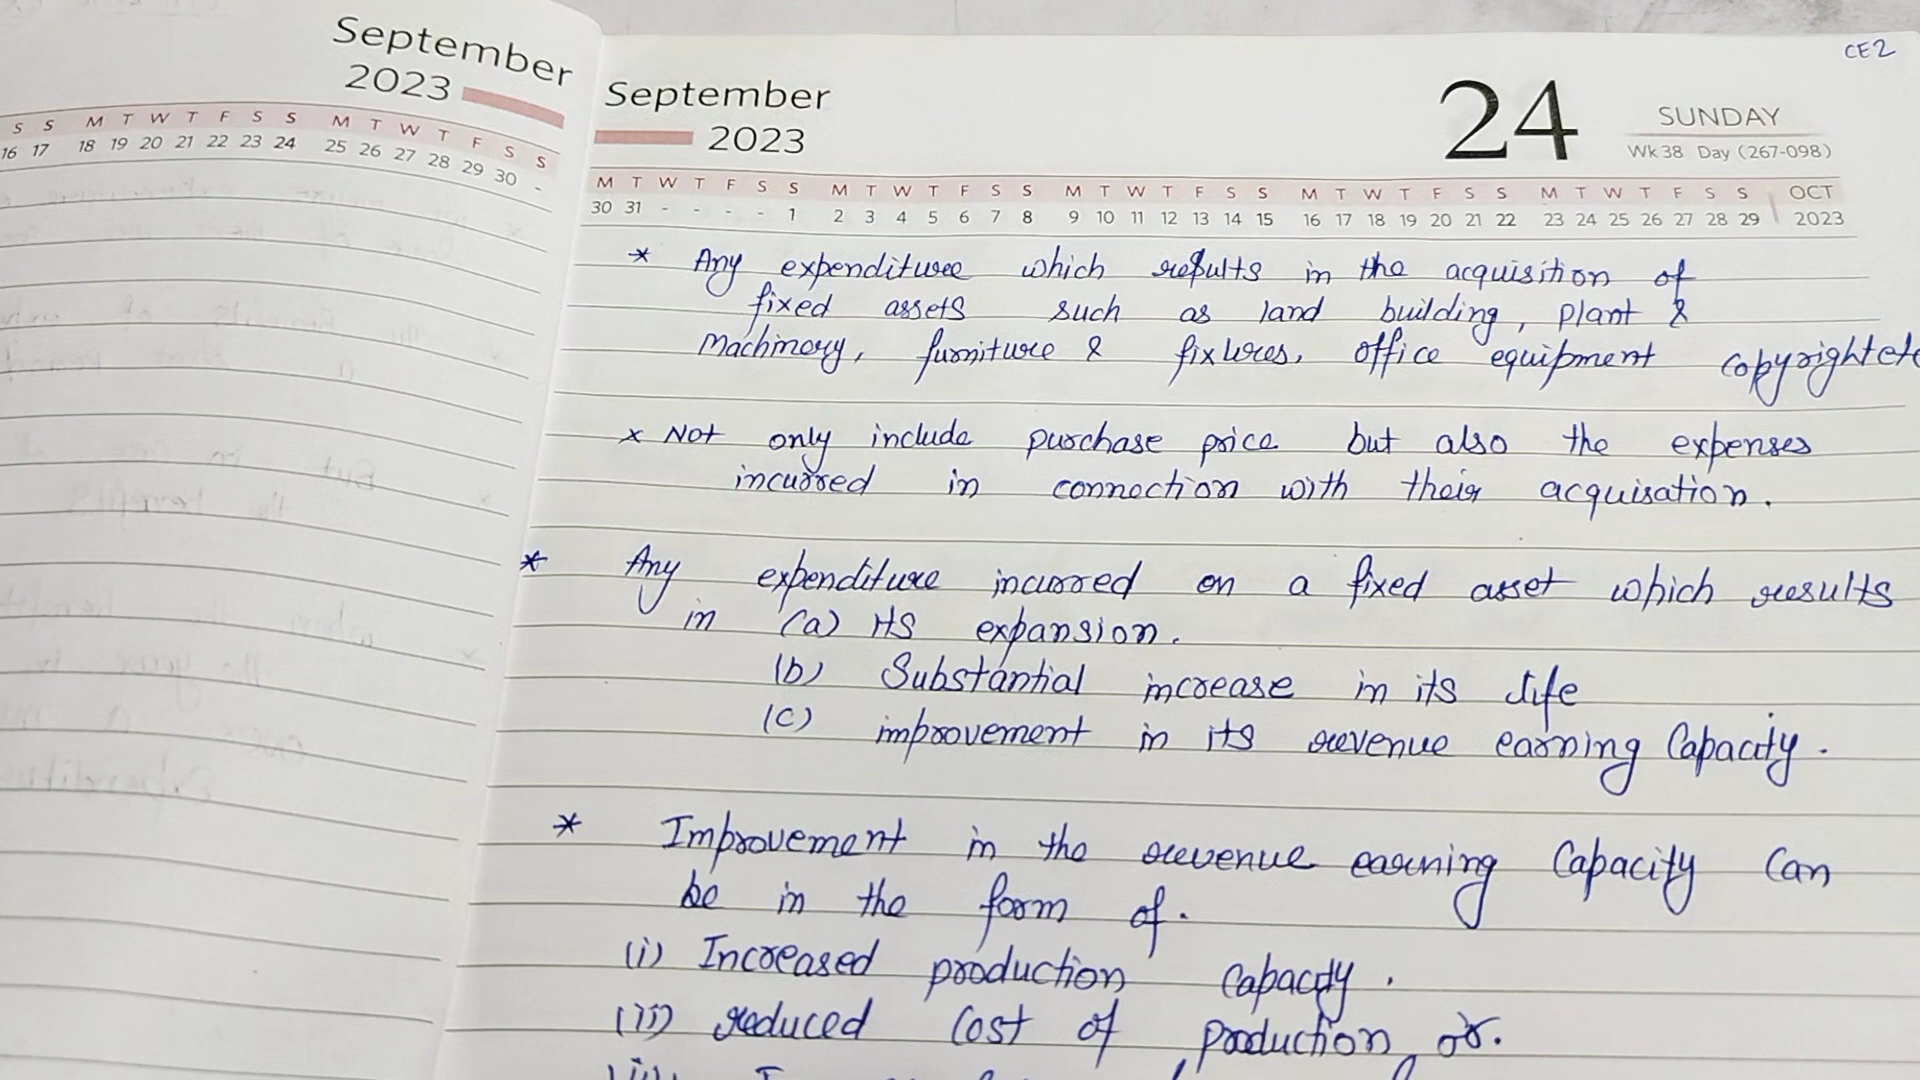 September
2023
S S M T W T F S S M T W T F S S
16 17 18 19 20 21 22 23 24 25 26 27 28 29 30 -
CE2
September
2023
24
SUNDAY
Wk 38 Day (267-098)
M T W T F S S M T W T F S S M T W T F S S M T W T F S S M T W T F S S OCT
30 31 - - - - 1 2 3 4 5 6 7 8 9 10 11 12 13 14 15 16 17 18 19 20 21 22 23 24 25 26 27 28 29 2023
* Any expenditure which results in the acquisition of
fixed assets such as land building, plant &
Machinery, furniture & fixtures, office equipment copyright etc
x Not only include purchase price but also the expenses
incurred in connection with their acquisation.
* Any expenditure incurred on a fixed asset which results
in (a) its expansion.
(b) Substantial increase in its life
(c) improvement in its revenue earning Capacity.
* Improvement in the revenue earning Capacity Can
be in the form of.
(i) Increased production capacity.
(ii) reduced Cost of production or.